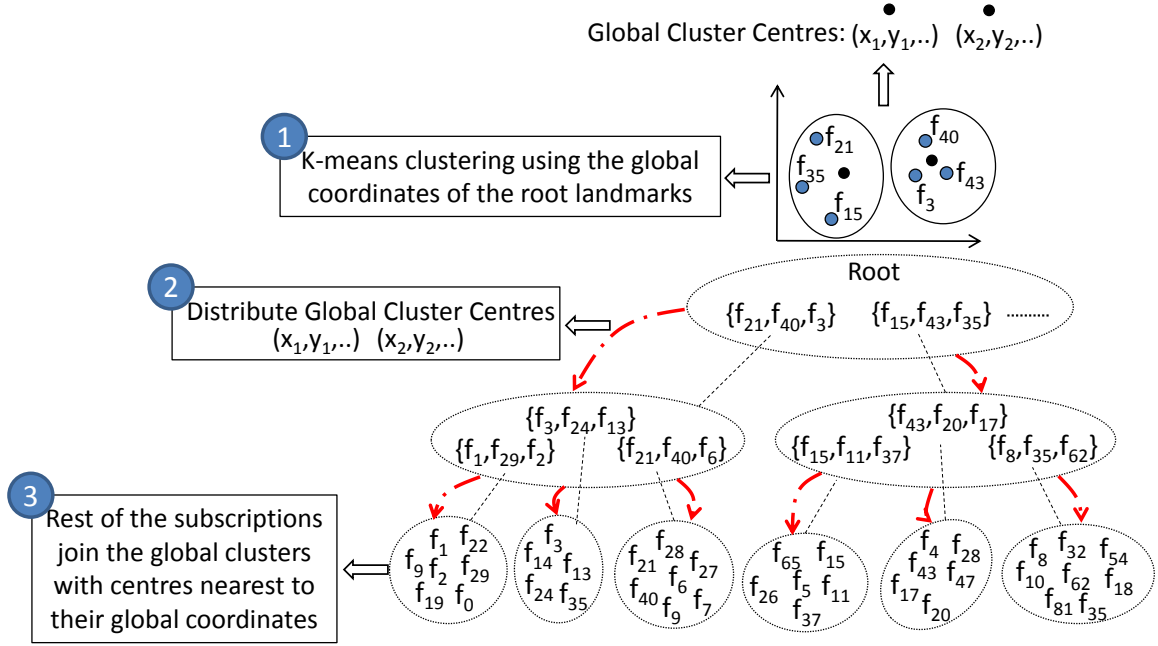 Global Cluster Centres: (x₁,y₁,..) (x₂,y₂,..)
1
K-means clustering using the global
coordinates of the root landmarks
f₂₁
f₃₅
f₁₅
f₄₀
f₄₃
f₃
2
Distribute Global Cluster Centres
(x₁,y₁,..) (x₂,y₂,..)
Root
{f₂₁,f₄₀,f₃} {f₁₅,f₄₃,f₃₅} ..........
{f₃,f₂₄,f₁₃}
{f₁,f₂₉,f₂} {f₂₁,f₄₀,f₆}
{f₄₃,f₂₀,f₁₇}
{f₁₅,f₁₁,f₃₇} {f₈,f₃₅,f₆₂}
3
Rest of the subscriptions
join the global clusters
with centres nearest to
their global coordinates
f₁ f₂₂
f₉ f₂ f₂₉
f₁₉ f₀
f₃
f₁₄ f₁₃
f₂₄ f₃₅
f₂₈
f₂₁ f₂₇
f₆
f₄₀ f₉ f₇
f₆₅ f₁₅
f₂₆ f₅ f₁₁
f₃₇
f₄ f₂₈
f₄₃ f₄₇
f₁₇ f₂₀
f₈ f₃₂ f₅₄
f₁₀ f₆₂ f₁₈
f₈₁ f₃₅